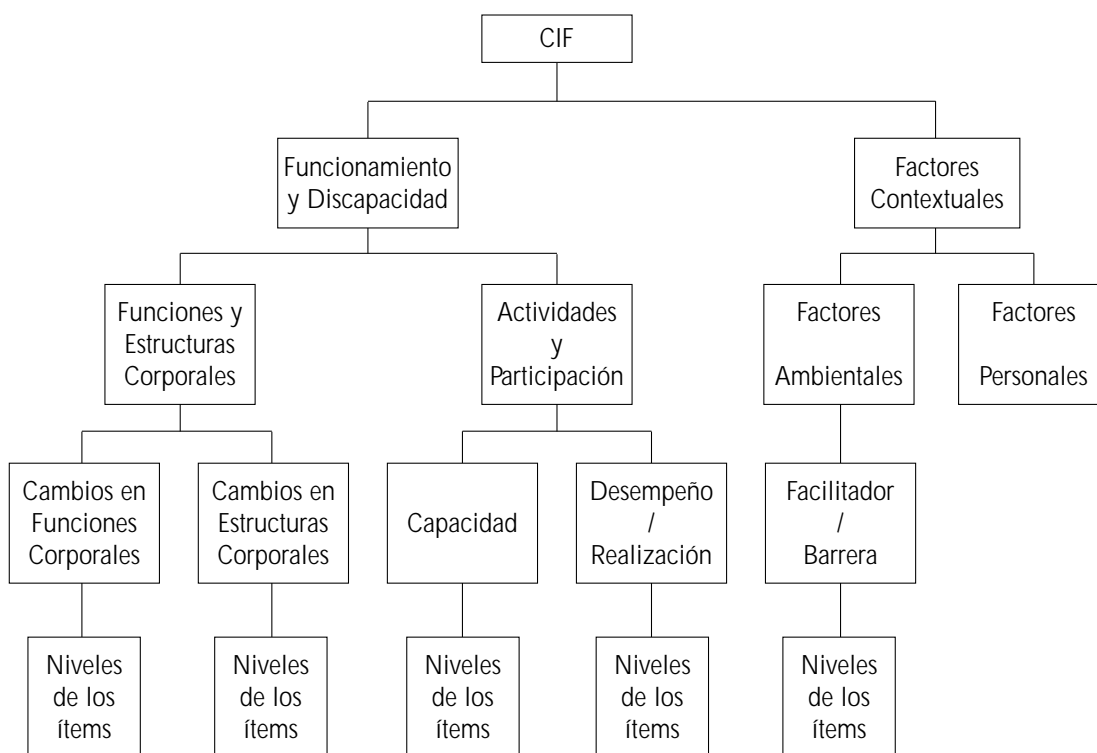 CIF
Funcionamiento
y Discapacidad
Factores
Contextuales
Funciones y
Estructuras
Corporales
Actividades
y
Participación
Factores
Ambientales
Factores
Personales
Cambios en
Funciones
Corporales
Cambios en
Estructuras
Corporales
Capacidad
Desempeño
/
Realización
Facilitador
/
Barrera
Niveles
de los
ítems
Niveles
de los
ítems
Niveles
de los
ítems
Niveles
de los
ítems
Niveles
de los
ítems